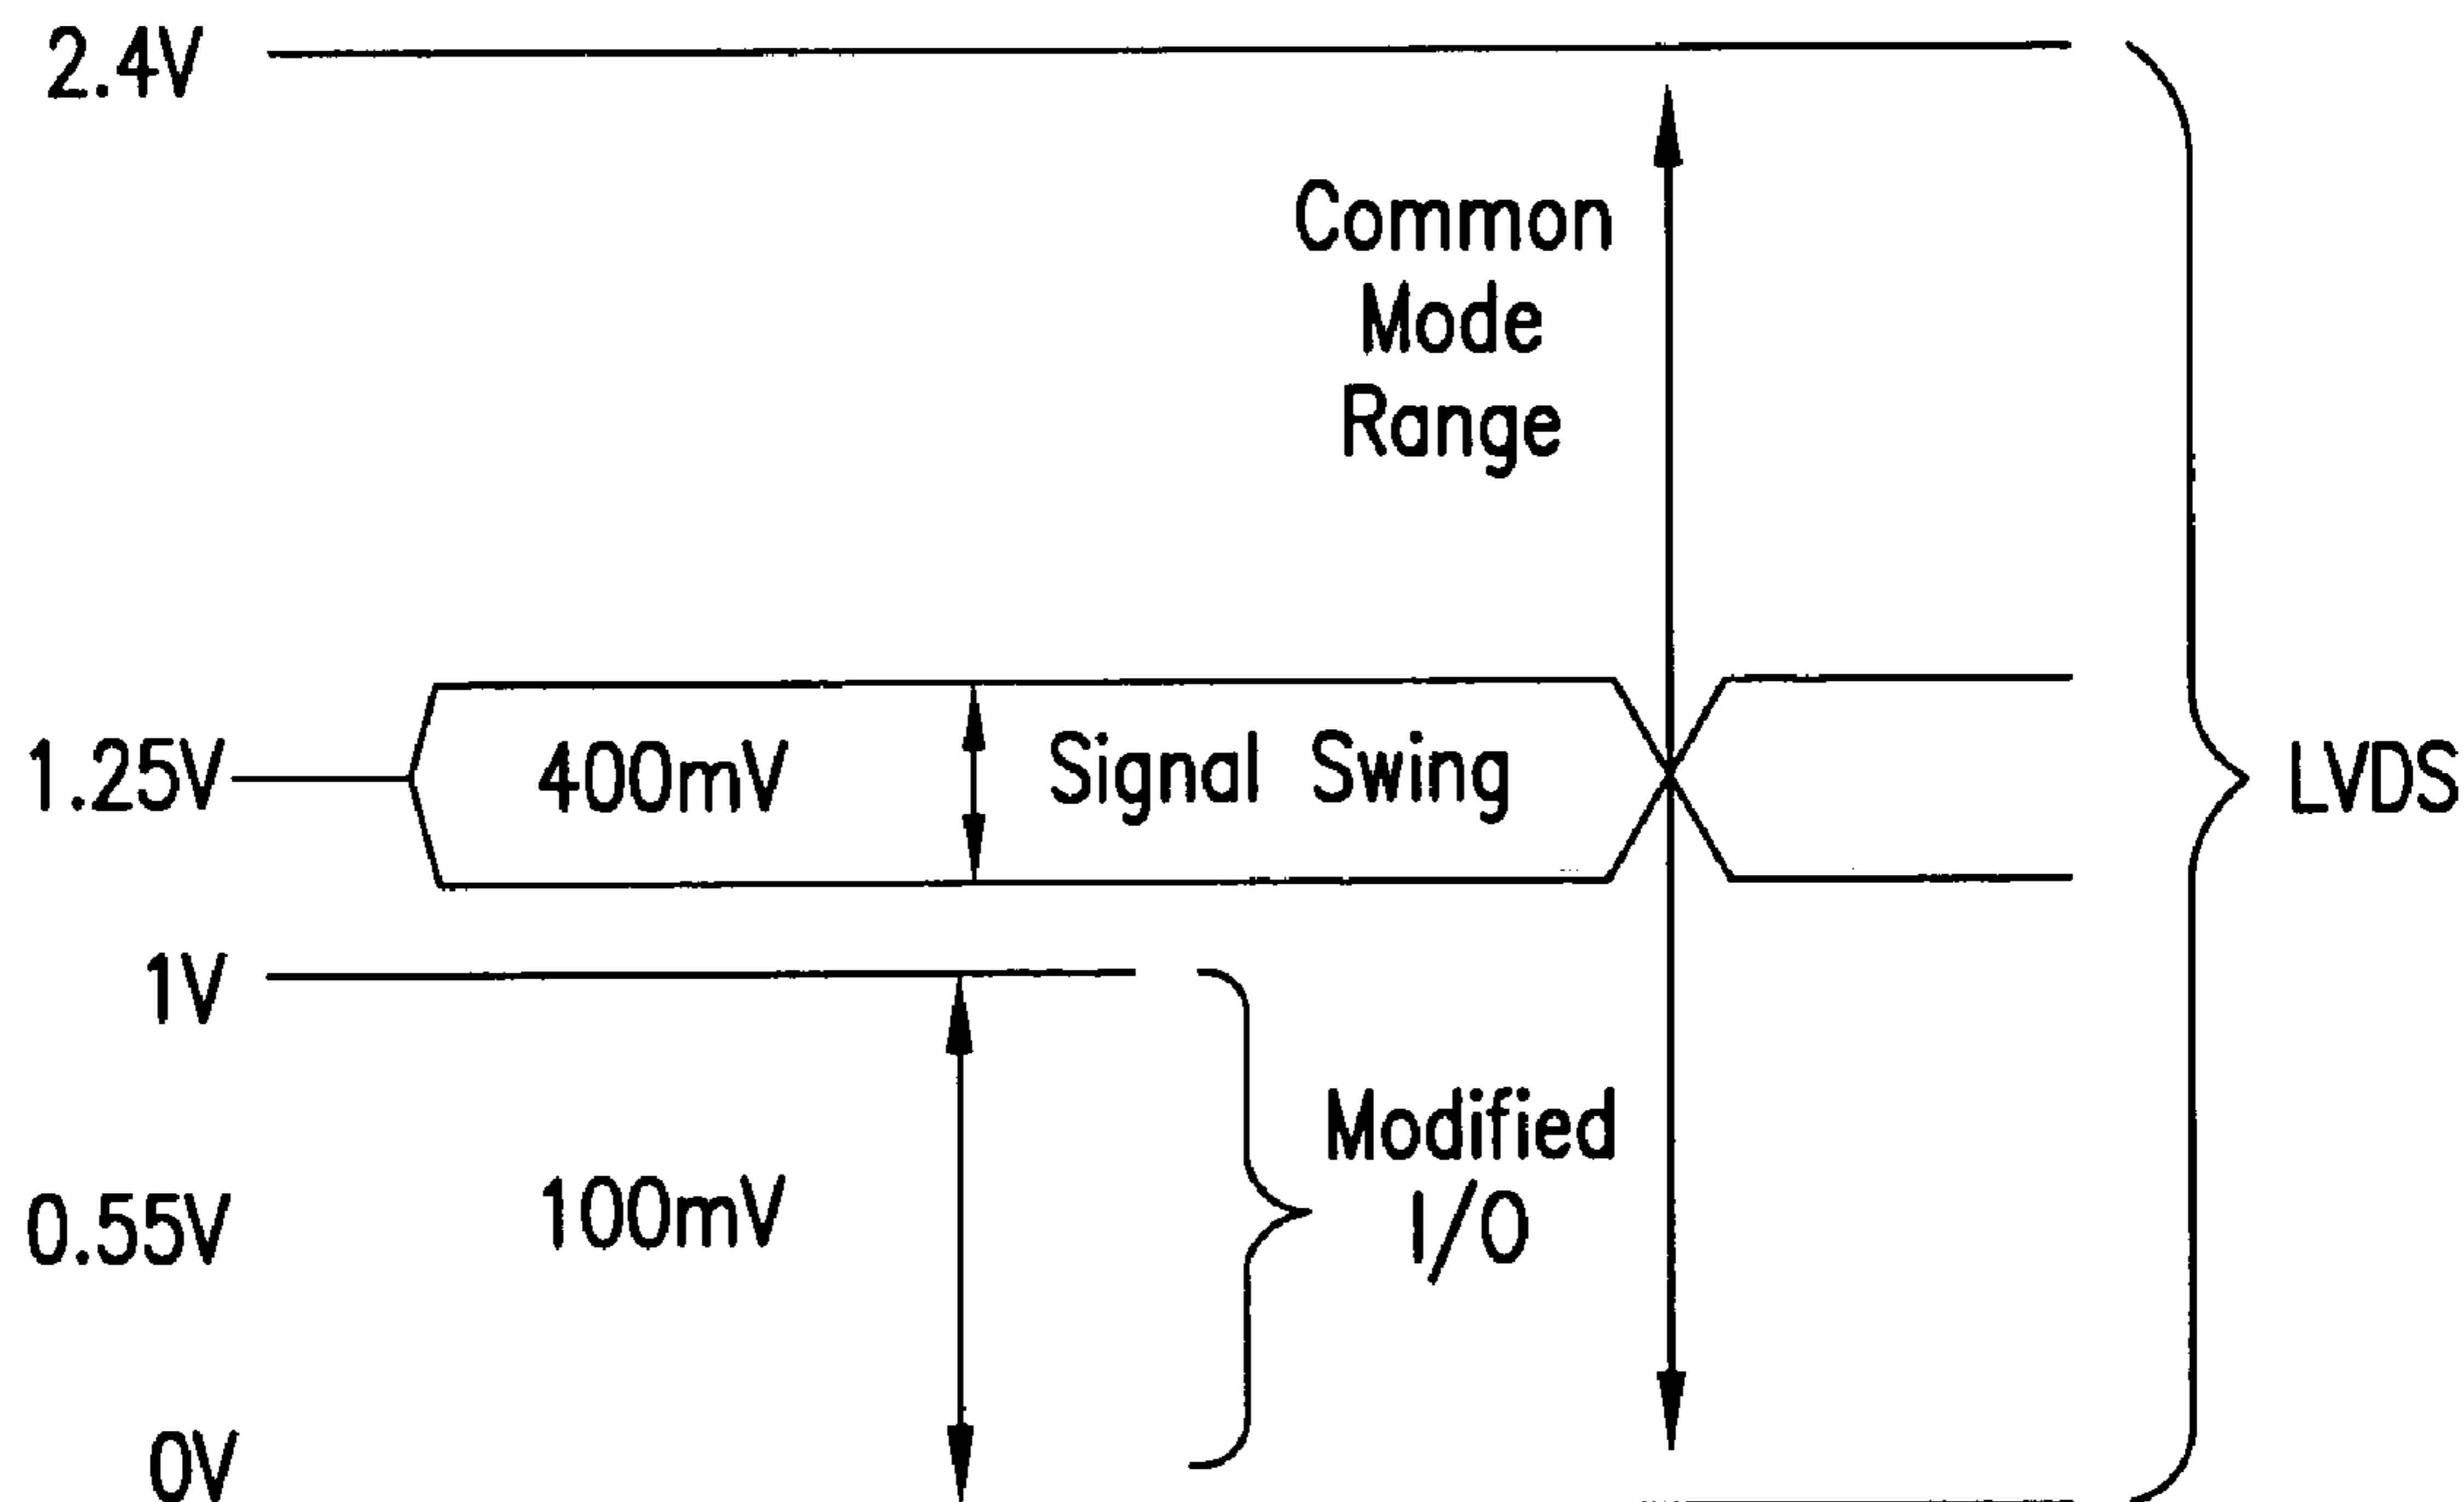 2.4V
Common
Mode
Range
1.25V
400mV
Signal Swing
LVDS
1V
Modified
I/O
0.55V
100mV
0V